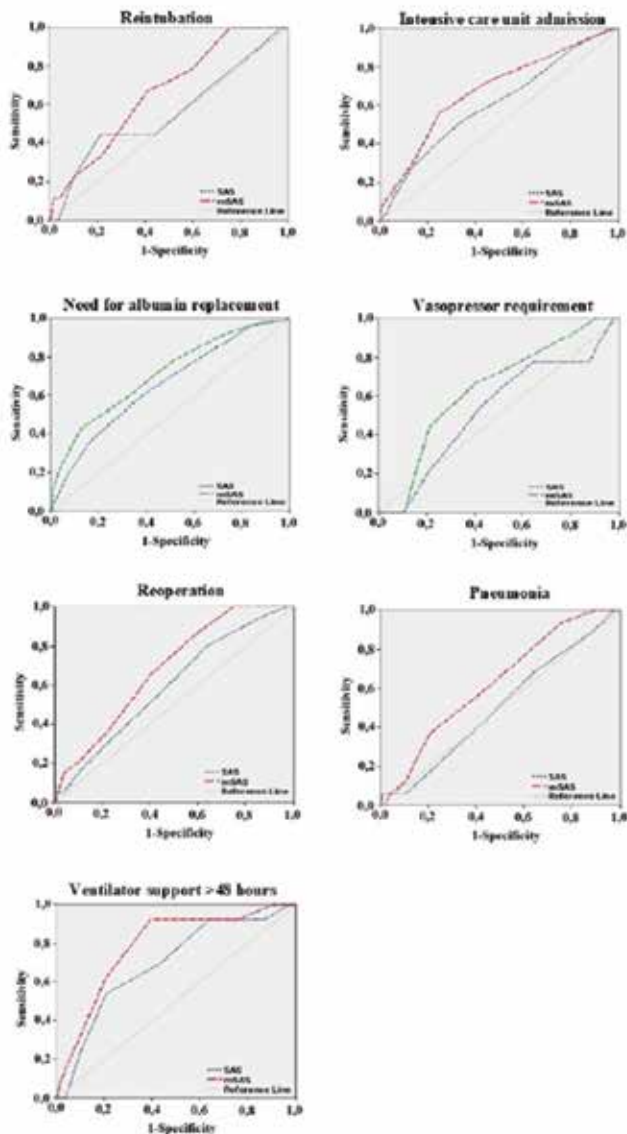 Reintubation
Sensitivity
1,0
0,8
0,6
0,4
0,2
0,0
SAS
mSAS
Reference Line
0,2 0,4 0,6 0,8 1,0
1-Specificity
Intensive care unit admission
Sensitivity
1,0
0,8
0,6
0,4
0,2
0,0
SAS
mSAS
Reference Line
0,0 0,2 0,4 0,6 0,8 1,0
1-Specificity
Need for albumin replacement
Sensitivity
1,0
0,8
0,6
0,4
0,2
0,0
SAS
mSAS
Reference Line
0,0 0,2 0,4 0,6 0,8 1,0
1-Specificity
Vasopressor requirement
Sensitivity
1,0
0,8
0,6
0,4
0,2
0,0
SAS
mSAS
Reference Line
0,0 0,2 0,4 0,6 0,8 1,0
1-Specificity
Reoperation
Sensitivity
1,0
0,8
0,6
0,4
0,2
0,0
SAS
mSAS
Reference Line
0,0 0,2 0,4 0,6 0,8 1,0
1-Specificity
Pneumonia
Sensitivity
1,0
0,8
0,6
0,4
0,2
0,0
SAS
mSAS
Reference Line
0,0 0,2 0,4 0,6 0,8 1,0
1-Specificity
Ventilator support >48 hours
Sensitivity
1,0
0,8
0,6
0,4
0,2
0,0
SAS
mSAS
Reference Line
0,0 0,2 0,4 0,6 0,8 1,0
1-Specificity